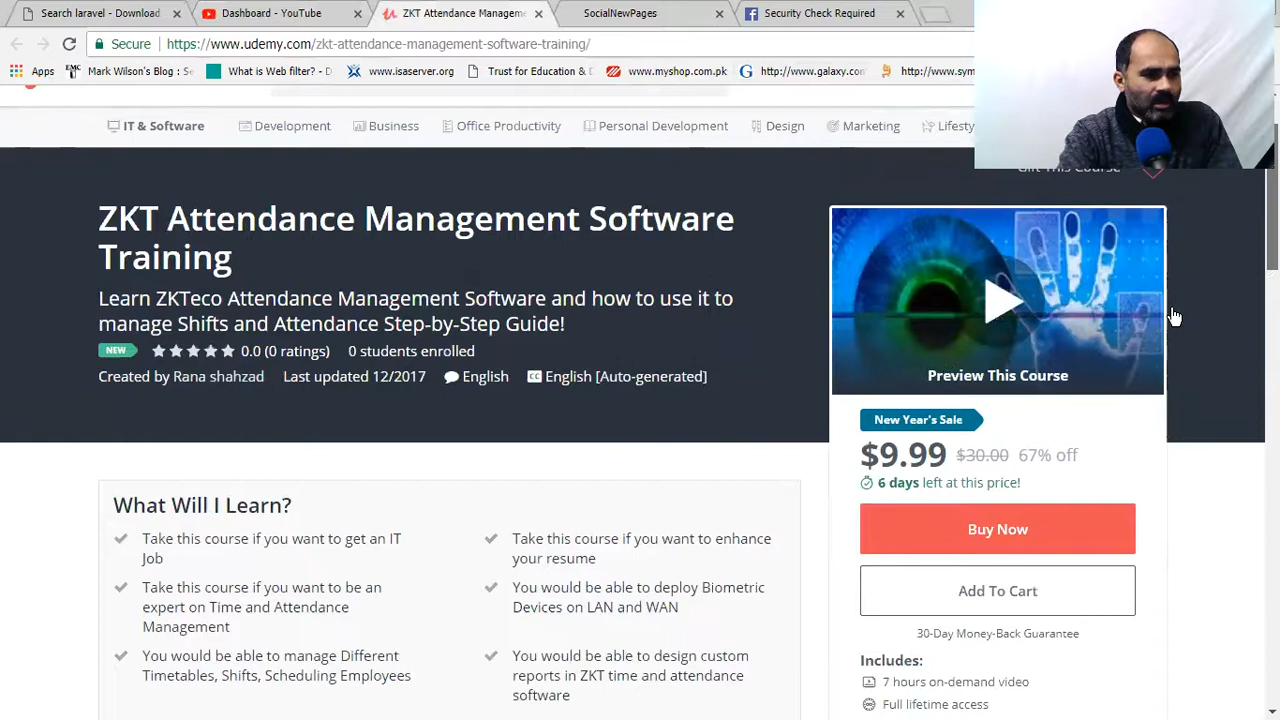 Search laravel - Download
Dashboard - YouTube
ZKT Attendance Manageme
SocialNewPages
Security Check Required
Secure
https://www.udemy.com/zkt-attendance-management-software-training/
Apps
EMC
Mark Wilson's Blog : S
What is Web filter? - D
www.isaserver.org
Trust for Education & D
www.myshop.com.pk
http://www.galaxy.com
http://www.sym
IT & Software
Development
Business
Office Productivity
Personal Development
Design
Marketing
Lifesty
Gift This Course
ZKT Attendance Management Software
Training
Learn ZKTeco Attendance Management Software and how to use it to
manage Shifts and Attendance Step-by-Step Guide!
NEW
0.0 (0 ratings)
0 students enrolled
Created by Rana shahzad
Last updated 12/2017
English
CC English [Auto-generated]
Preview This Course
New Year's Sale
$9.99 $30.00 67% off
6 days left at this price!
Buy Now
Add To Cart
30-Day Money-Back Guarantee
Includes:
7 hours on-demand video
Full lifetime access
What Will I Learn?
Take this course if you want to get an IT
Job
Take this course if you want to be an
expert on Time and Attendance
Management
You would be able to manage Different
Timetables, Shifts, Scheduling Employees
Take this course if you want to enhance
your resume
You would be able to deploy Biometric
Devices on LAN and WAN
You would be able to design custom
reports in ZKT time and attendance
software